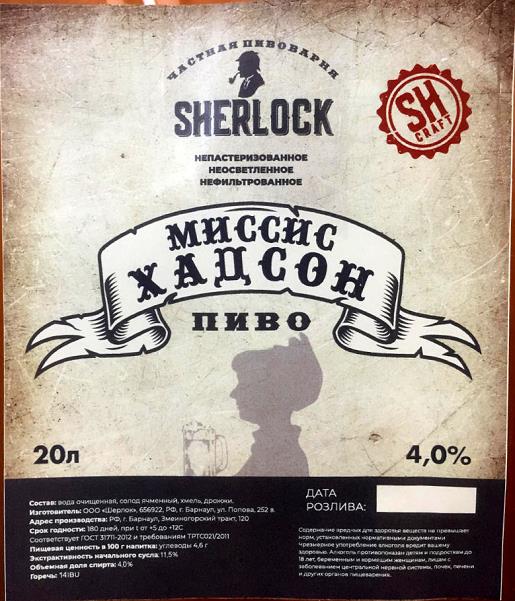 ЧАСТНАЯ ПИВОВАРНЯ
SHERLOCK
SH
CRAFT
НЕПАСТЕРИЗОВАННОЕ
НЕОСВЕТЛЕННОЕ
НЕФИЛЬТРОВАННОЕ
МИССИС
ХАДСОН
ПИВО
20л
4,0%
Состав: вода очищенная, солод ячменный, хмель, дрожжи.
Изготовитель: ООО «Шерлок», 656922, РФ, г. Барнаул, ул. Попова, 252 в.
Адрес производства: РФ, г. Барнаул, Змеиногорский тракт, 120
Срок годности: 180 дней, при t от +5 до +12С
Соответствует ГОСТ 31711-2012 и требованиям ТРТС021/2011
Пищевая ценность в 100 г напитка: углеводы 4,6 г
Экстрактивность начального сусла: 11,5%
Объемная доля спирта: 4,0%
Горечь: 14IBU
ДАТА
РОЗЛИВА:
Содержание вредных для здоровья веществ не превышает
норм, установленных нормативными документами
Чрезмерное употребление алкоголя вредит вашему
здоровью. Алкоголь противопоказан детям и подросткам до
18 лет, беременным и кормящим женщинам, лицам с
заболеванием центральной нервной системы, почек, печени
и других органов пищеварения.